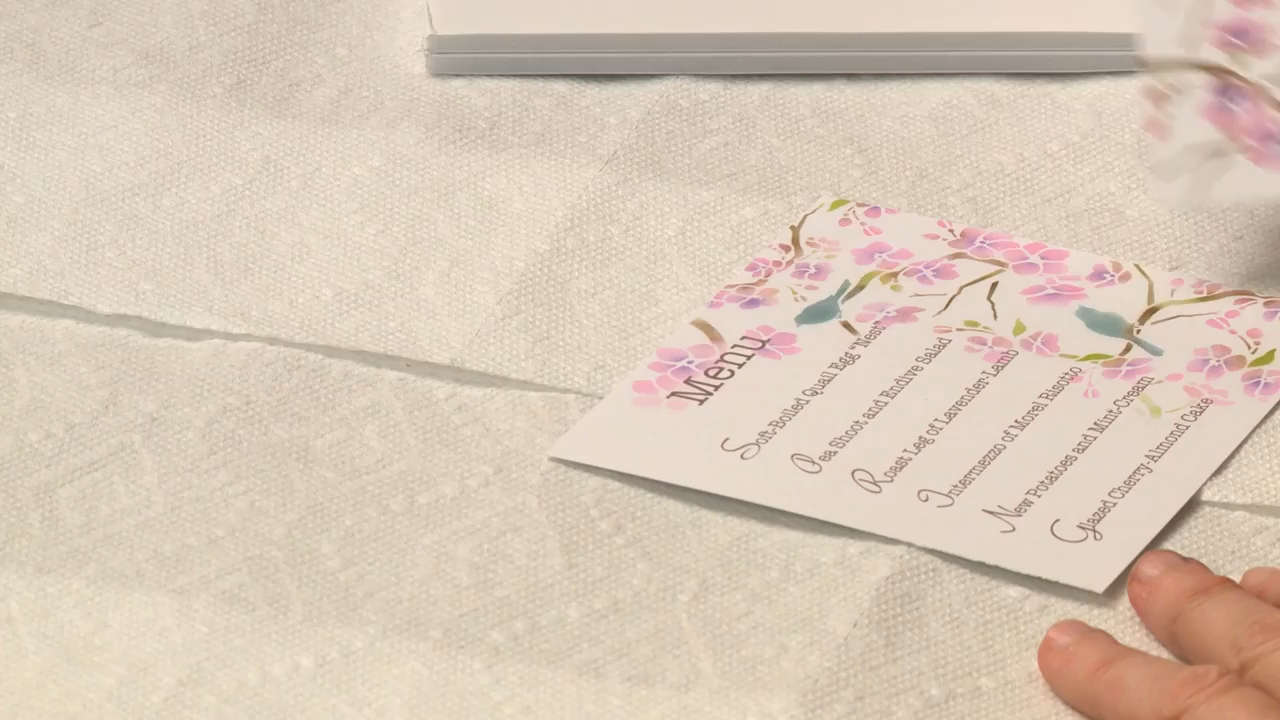 Menu
Soft-Boiled Quail Egg "Nest"
Pea Shoot and Endive Salad
Roast Leg of Lavender-Lamb
Intermezzo of Morel Risotto
New Potatoes and Mint-Cream
Glazed Cherry-Almond Cake